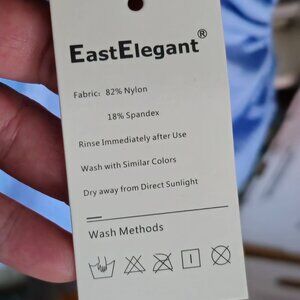 EastElegant®
Fabric: 82% Nylon
18% Spandex
Rinse Immediately after Use
Wash with Similar Colors
Dry away from Direct Sunlight
Wash Methods